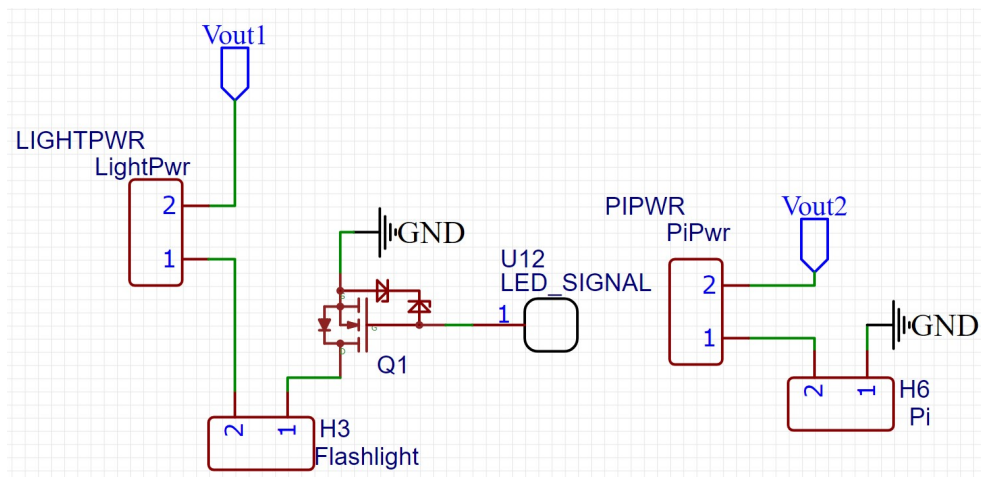 Vout1
LIGHTPWR
LightPwr
2
1
GND
S
G
D
Q1
U12
LED_SIGNAL
1
2
1
H3
Flashlight
PIPWR
PiPwr
Vout2
2
1
GND
2
1
H6
Pi